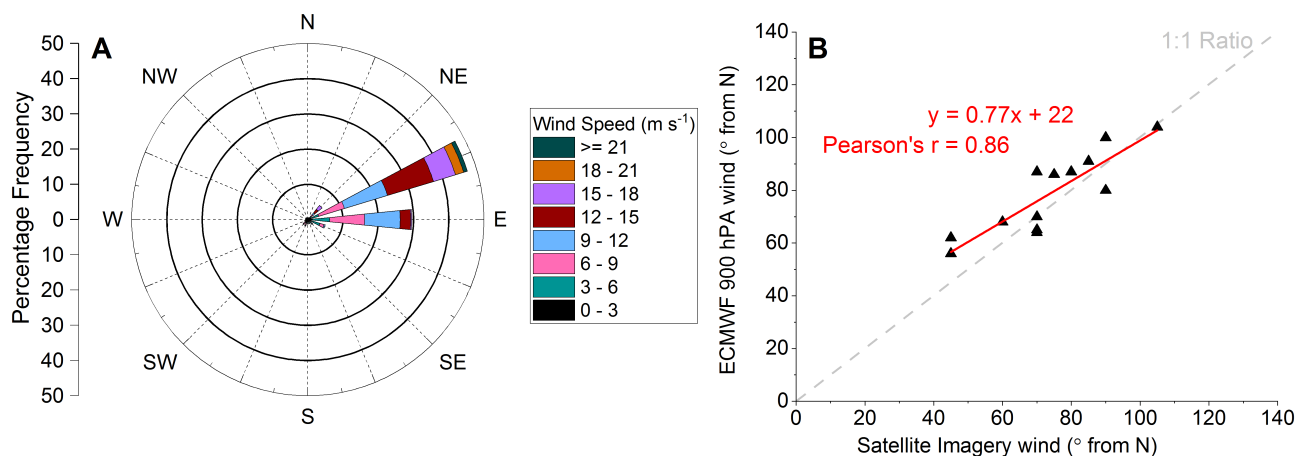 A
Percentage Frequency
50
40
30
20
10
0
10
20
30
40
50
N
NE
E
SE
S
SW
W
NW
Wind Speed (m s⁻¹)
>= 21
18 - 21
15 - 18
12 - 15
9 - 12
6 - 9
3 - 6
0 - 3
B
1:1 Ratio
y = 0.77x + 22
Pearson's r = 0.86
ECMWF 900 hPA wind (° from N)
140
120
100
80
60
40
20
0
0 20 40 60 80 100 120 140
Satellite Imagery wind (° from N)